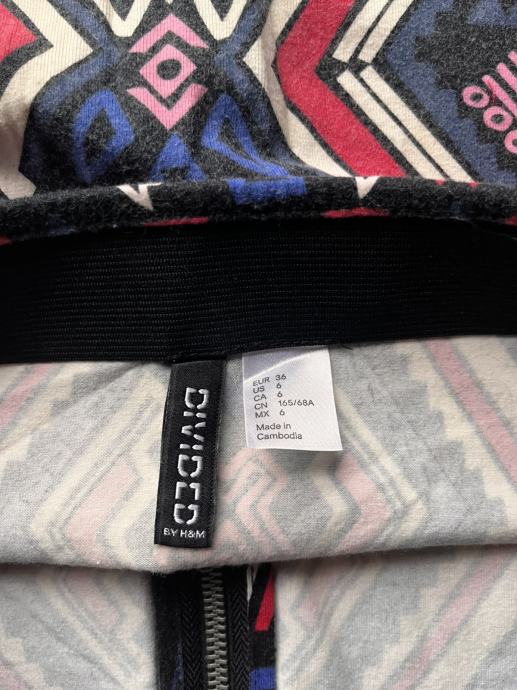 DIVIDED
BY H&M
EUR 36
US 6
CA 6
CN 165/68A
MX 6
Made in
Cambodia